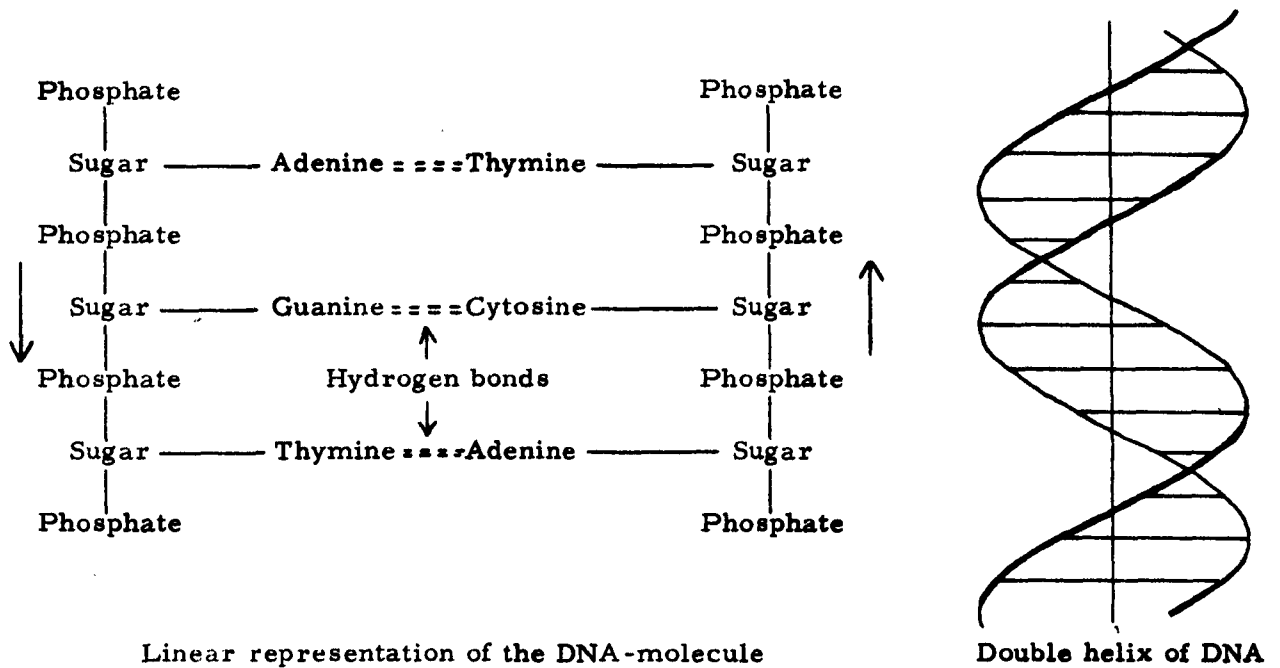 Phosphate Phosphate
Sugar Adenine Thymine Sugar
Phosphate Phosphate
Sugar Guanine Cytosine Sugar
Phosphate Hydrogen bonds Phosphate
Sugar Thymine Adenine Sugar
Phosphate Phosphate
Linear representation of the DNA-molecule
Double helix of DNA